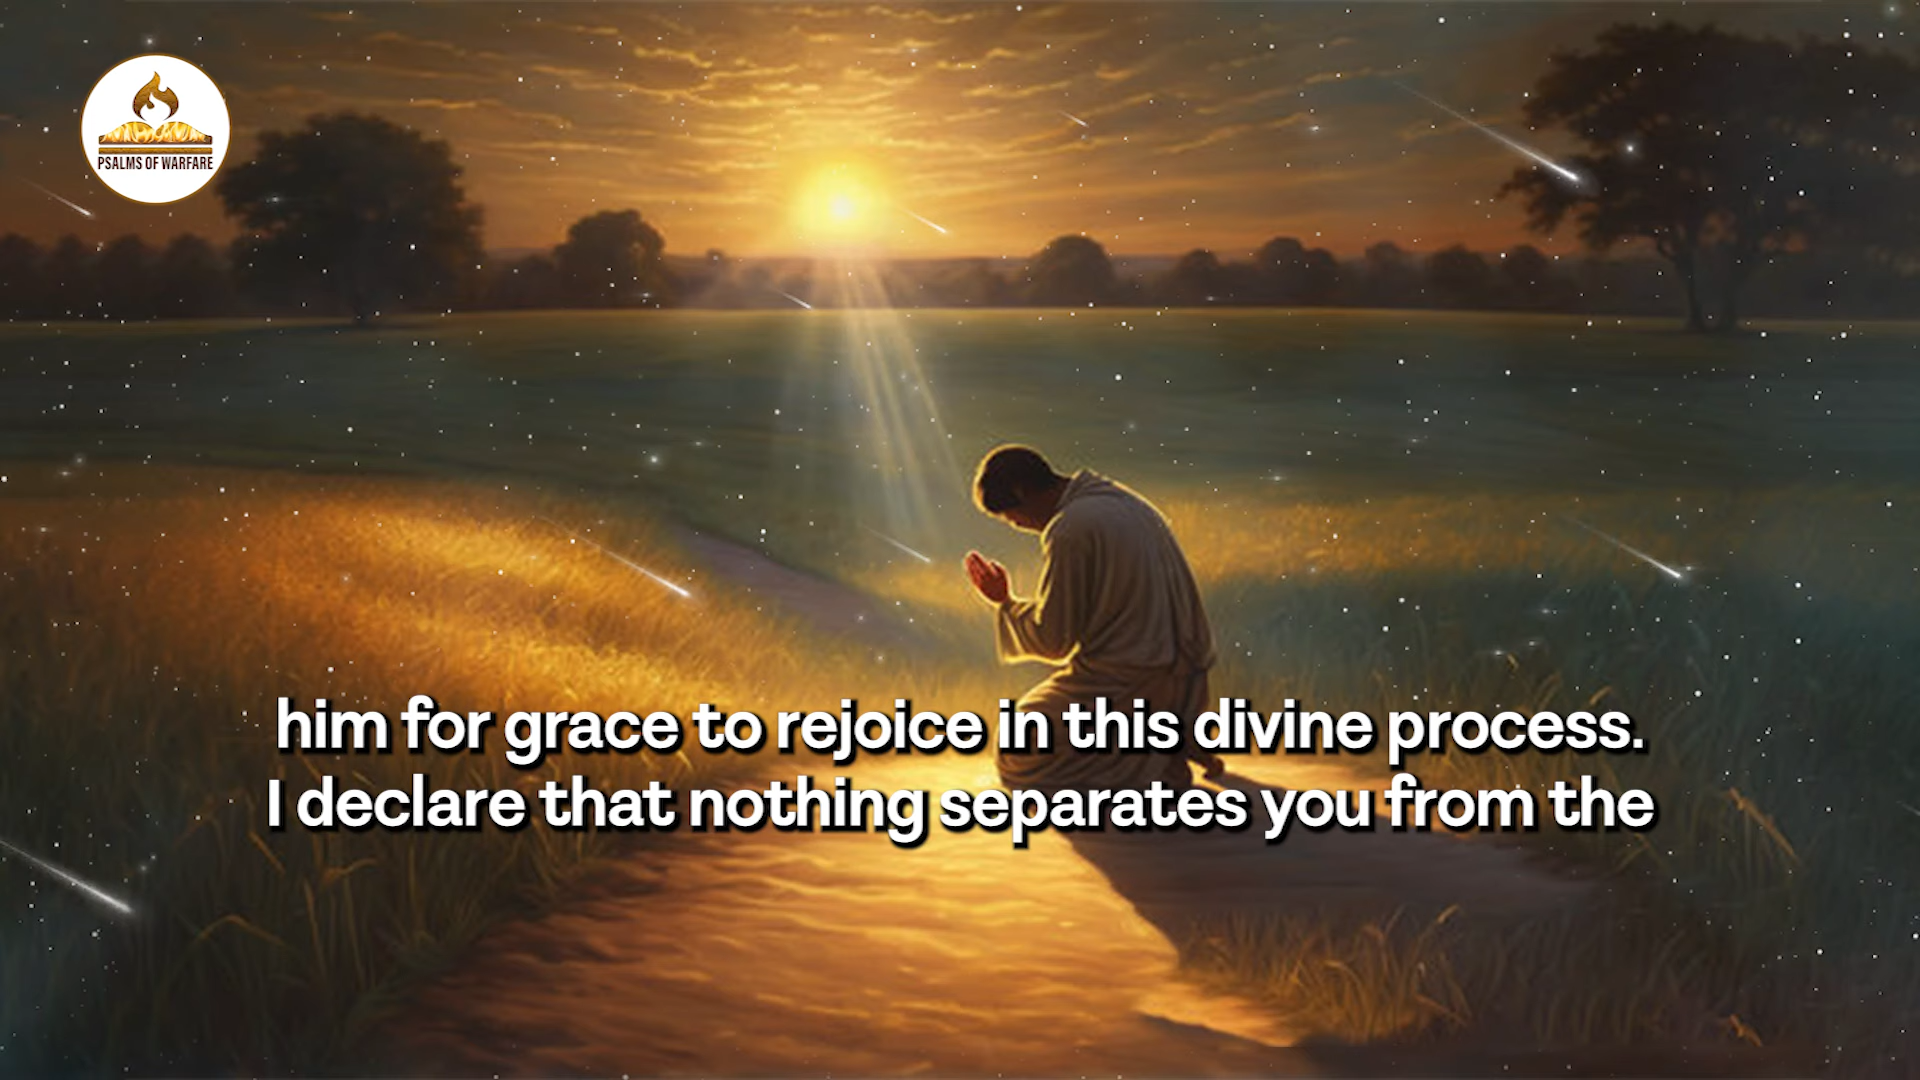 PSALMS OF WARFARE
him for grace to rejoice in this divine process.
I declare that nothing separates you from the